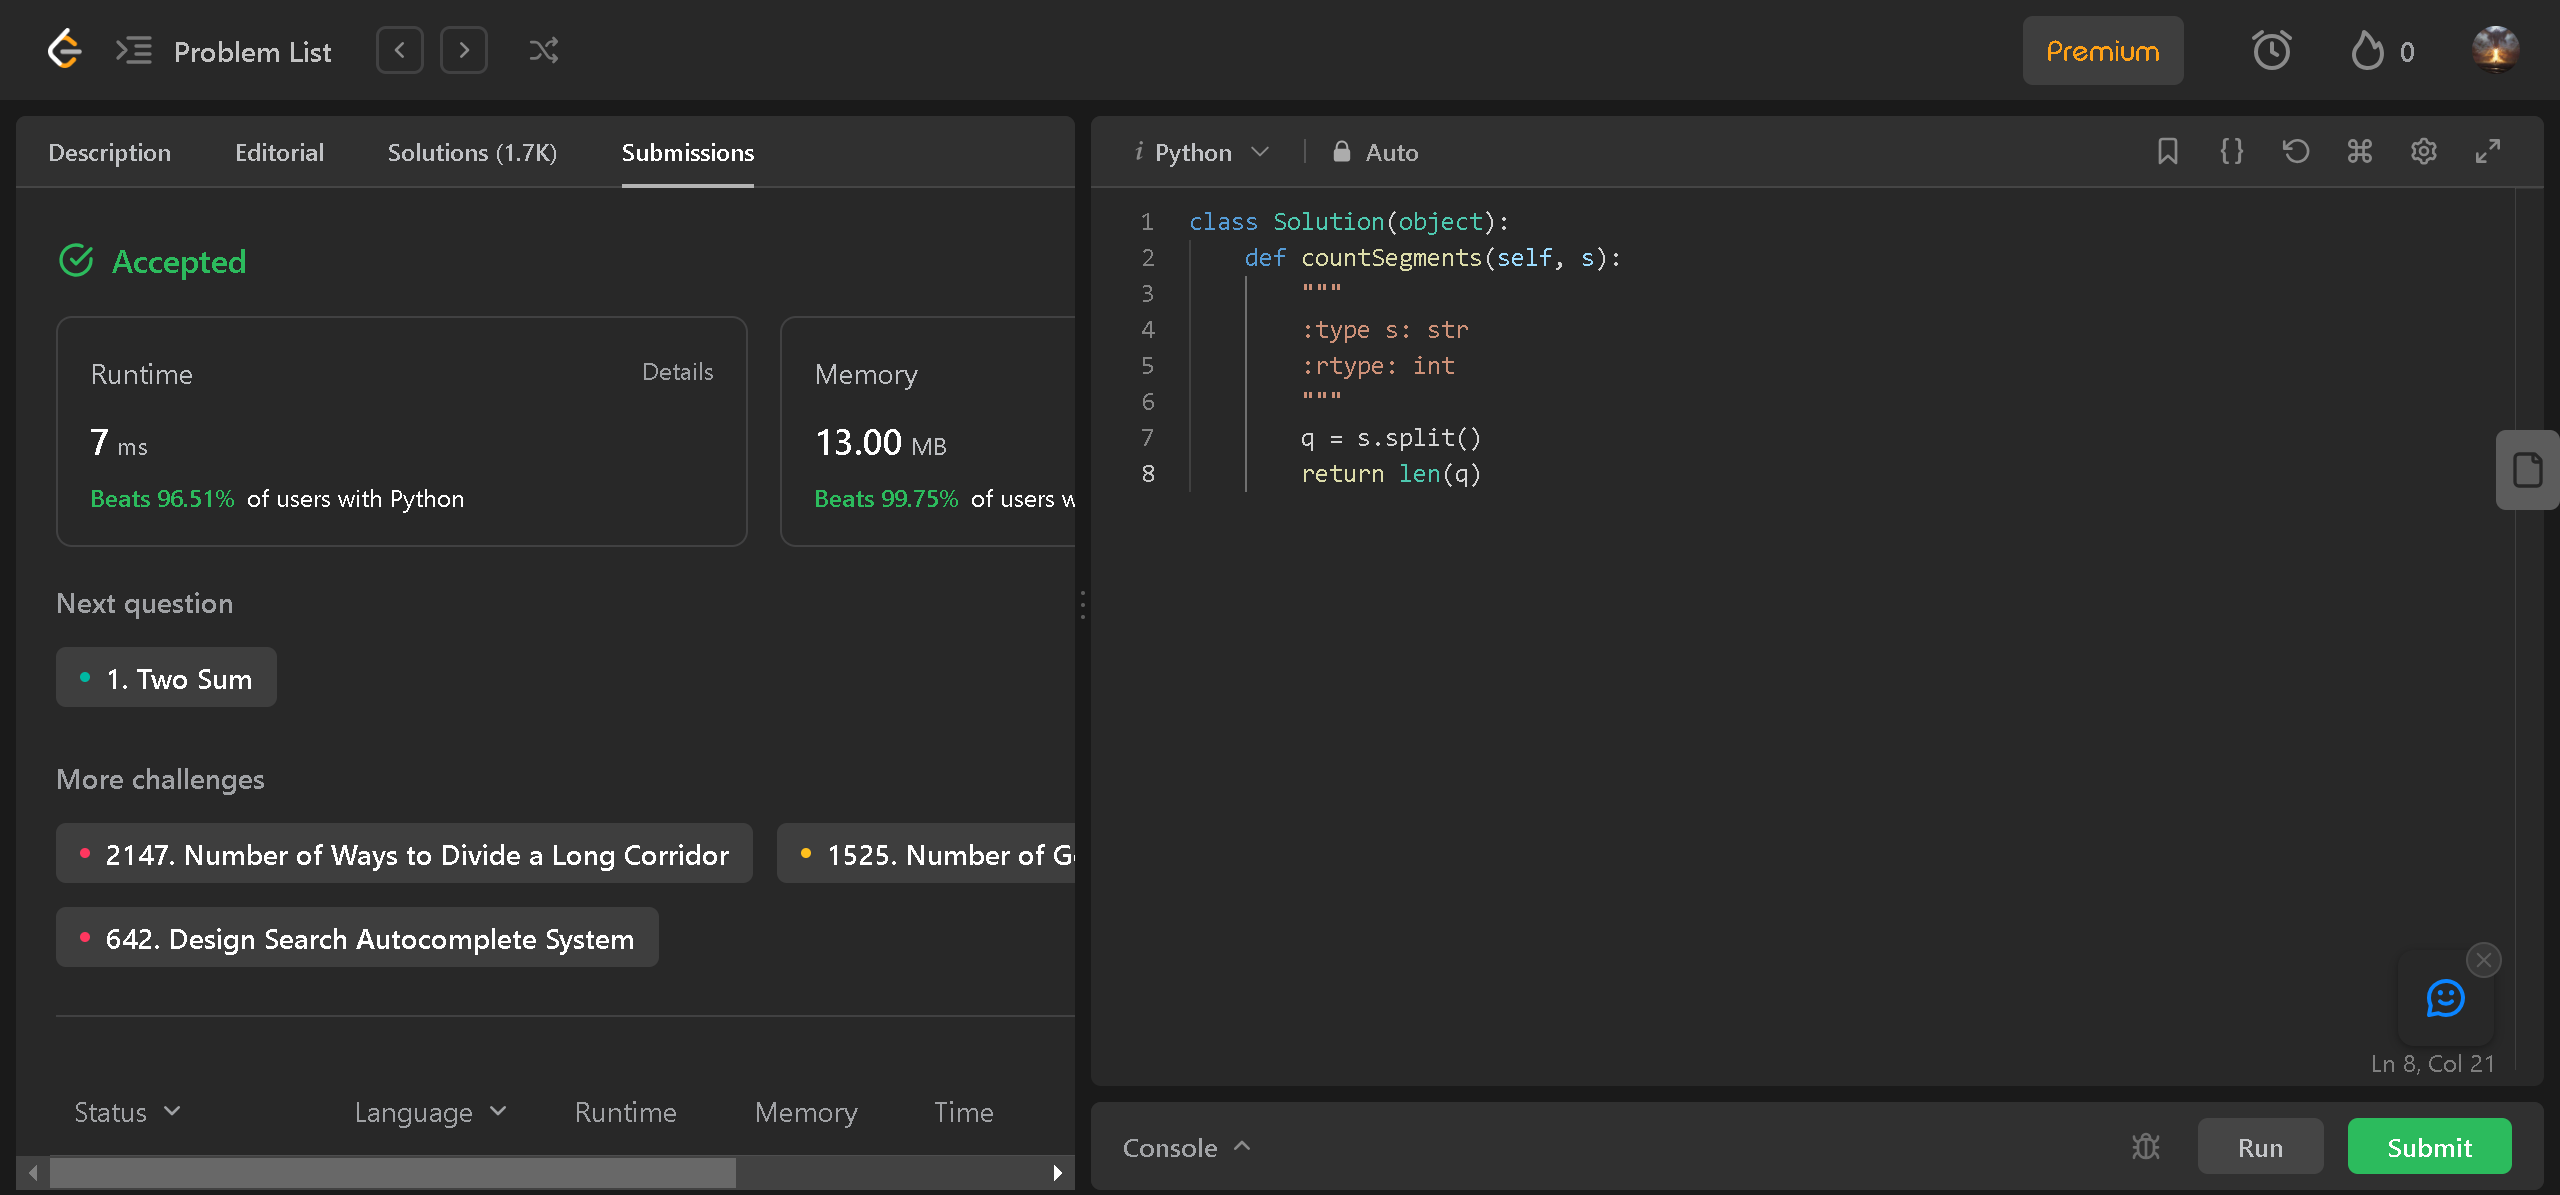 Problem List
Premium
0
Description Editorial Solutions (1.7K) Submissions
Accepted
Runtime Details
7 ms
Beats 96.51% of users with Python
Memory
13.00 MB
Beats 99.75% of users w
Next question
1. Two Sum
More challenges
2147. Number of Ways to Divide a Long Corridor
1525. Number of G
642. Design Search Autocomplete System
Status Language Runtime Memory Time
i Python Auto
1 class Solution(object):
2 def countSegments(self, s):
3 """
4 :type s: str
5 :rtype: int
6 """
7 q = s.split()
8 return len(q)
Ln 8, Col 21
Console Run Submit